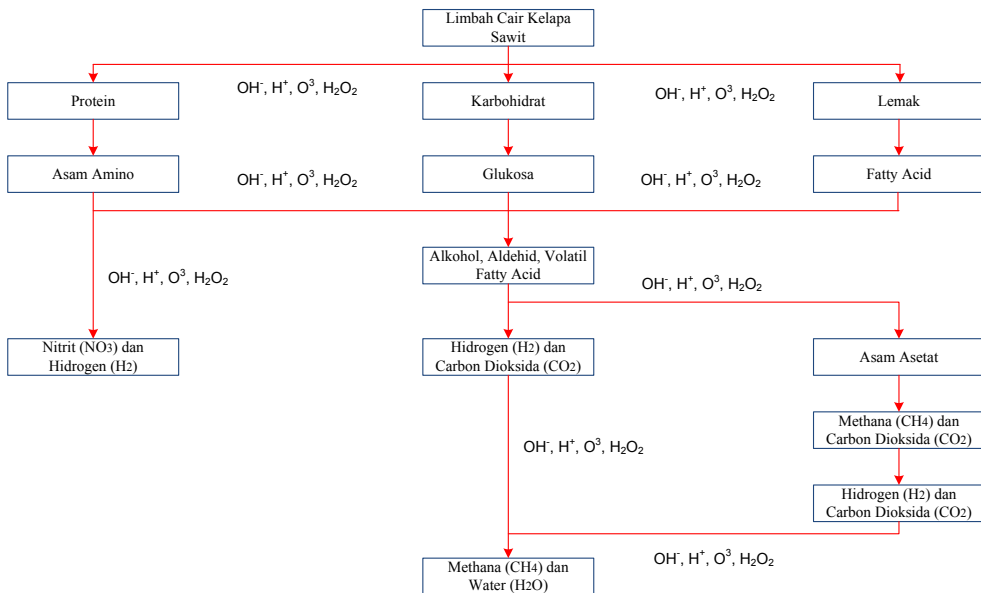 Limbah Cair Kelapa
Sawit
OH⁻, H⁺, O³, H₂O₂
OH⁻, H⁺, O³, H₂O₂
Protein
Karbohidrat
Lemak
Asam Amino
OH⁻, H⁺, O³, H₂O₂
Glukosa
OH⁻, H⁺, O³, H₂O₂
Fatty Acid
Alkohol, Aldehid, Volatil
Fatty Acid
OH⁻, H⁺, O³, H₂O₂
OH⁻, H⁺, O³, H₂O₂
Nitrit (NO3) dan
Hidrogen (H2)
Hidrogen (H2) dan
Carbon Dioksida (CO2)
Asam Asetat
Methana (CH4) dan
Carbon Dioksida (CO2)
OH⁻, H⁺, O³, H₂O₂
Hidrogen (H2) dan
Carbon Dioksida (CO2)
OH⁻, H⁺, O³, H₂O₂
Methana (CH4) dan
Water (H2O)